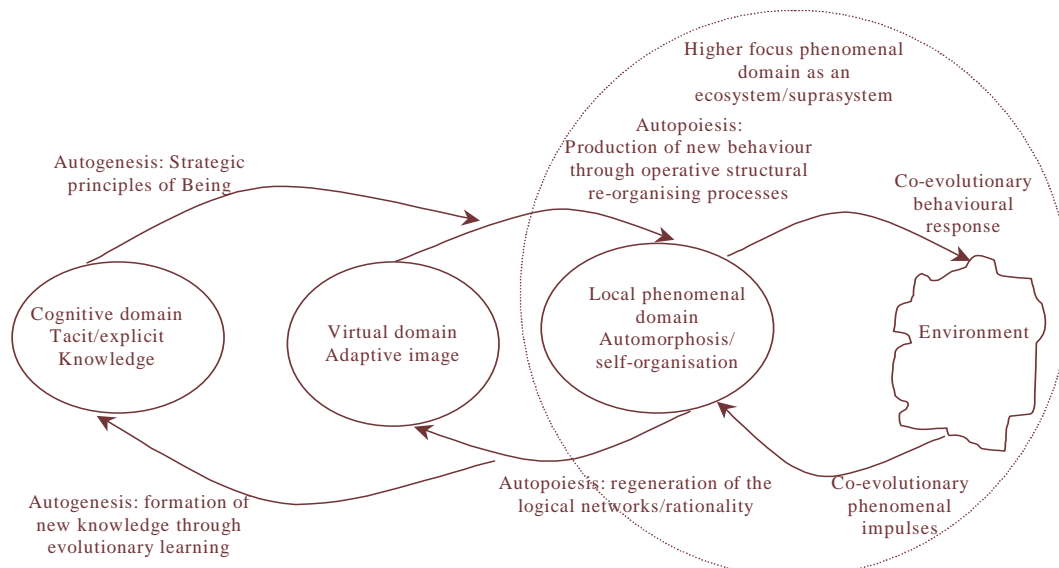 Higher focus phenomenal
domain as an
ecosystem/suprasystem
Autopoiesis:
Production of new behaviour
through operative structural
re-organising processes
Autogenesis: Strategic
principles of Being
Co-evolutionary
behavioural
response
Cognitive domain
Tacit/explicit
Knowledge
Virtual domain
Adaptive image
Local phenomenal
domain
Automorphosis/
self-organisation
Environment
Autogenesis: formation of
new knowledge through
evolutionary learning
Autopoiesis: regeneration of the
logical networks/rationality
Co-evolutionary
phenomenal
impulses